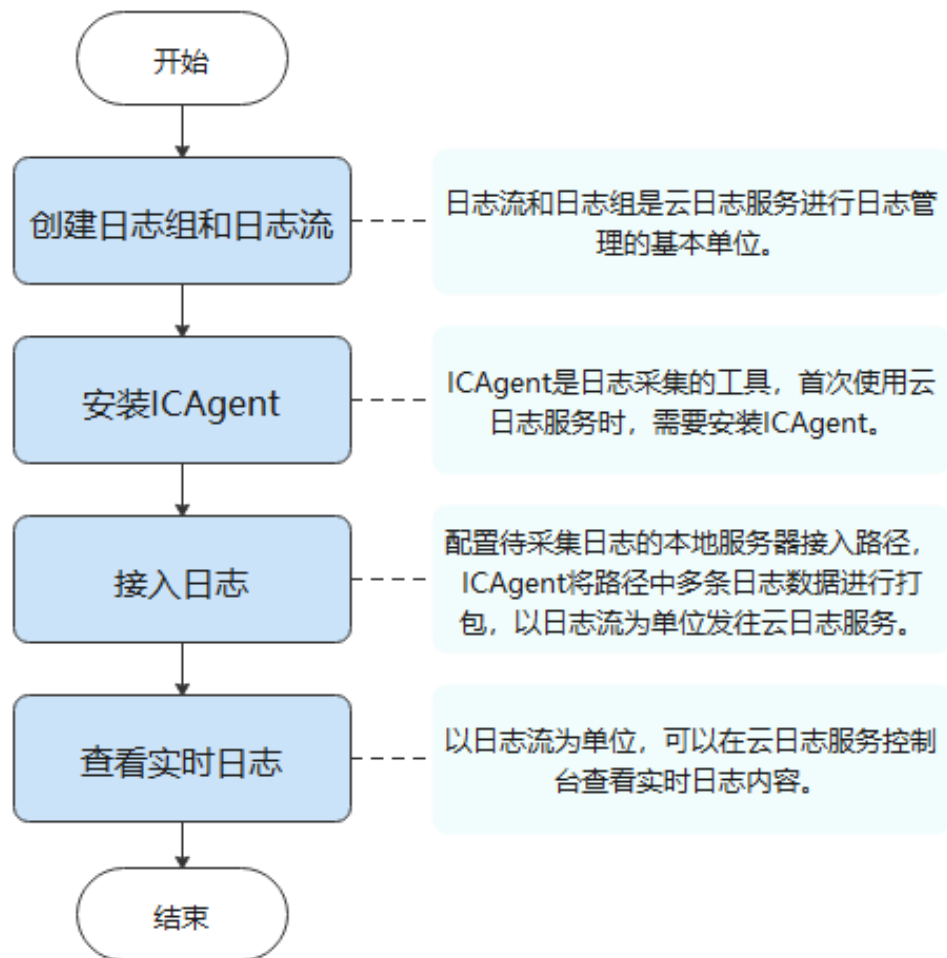 开始
创建日志组和日志流
日志流和日志组是云日志服务进行日志管
理的基本单位。
安装ICAgent
ICAgent是日志采集的工具，首次使用云
日志服务时，需要安装ICAgent。
接入日志
配置待采集日志的本地服务器接入路径，
ICAgent将路径中多条日志数据进行打
包，以日志流为单位发往云日志服务。
查看实时日志
以日志流为单位，可以在云日志服务控制
台查看实时日志内容。
结束